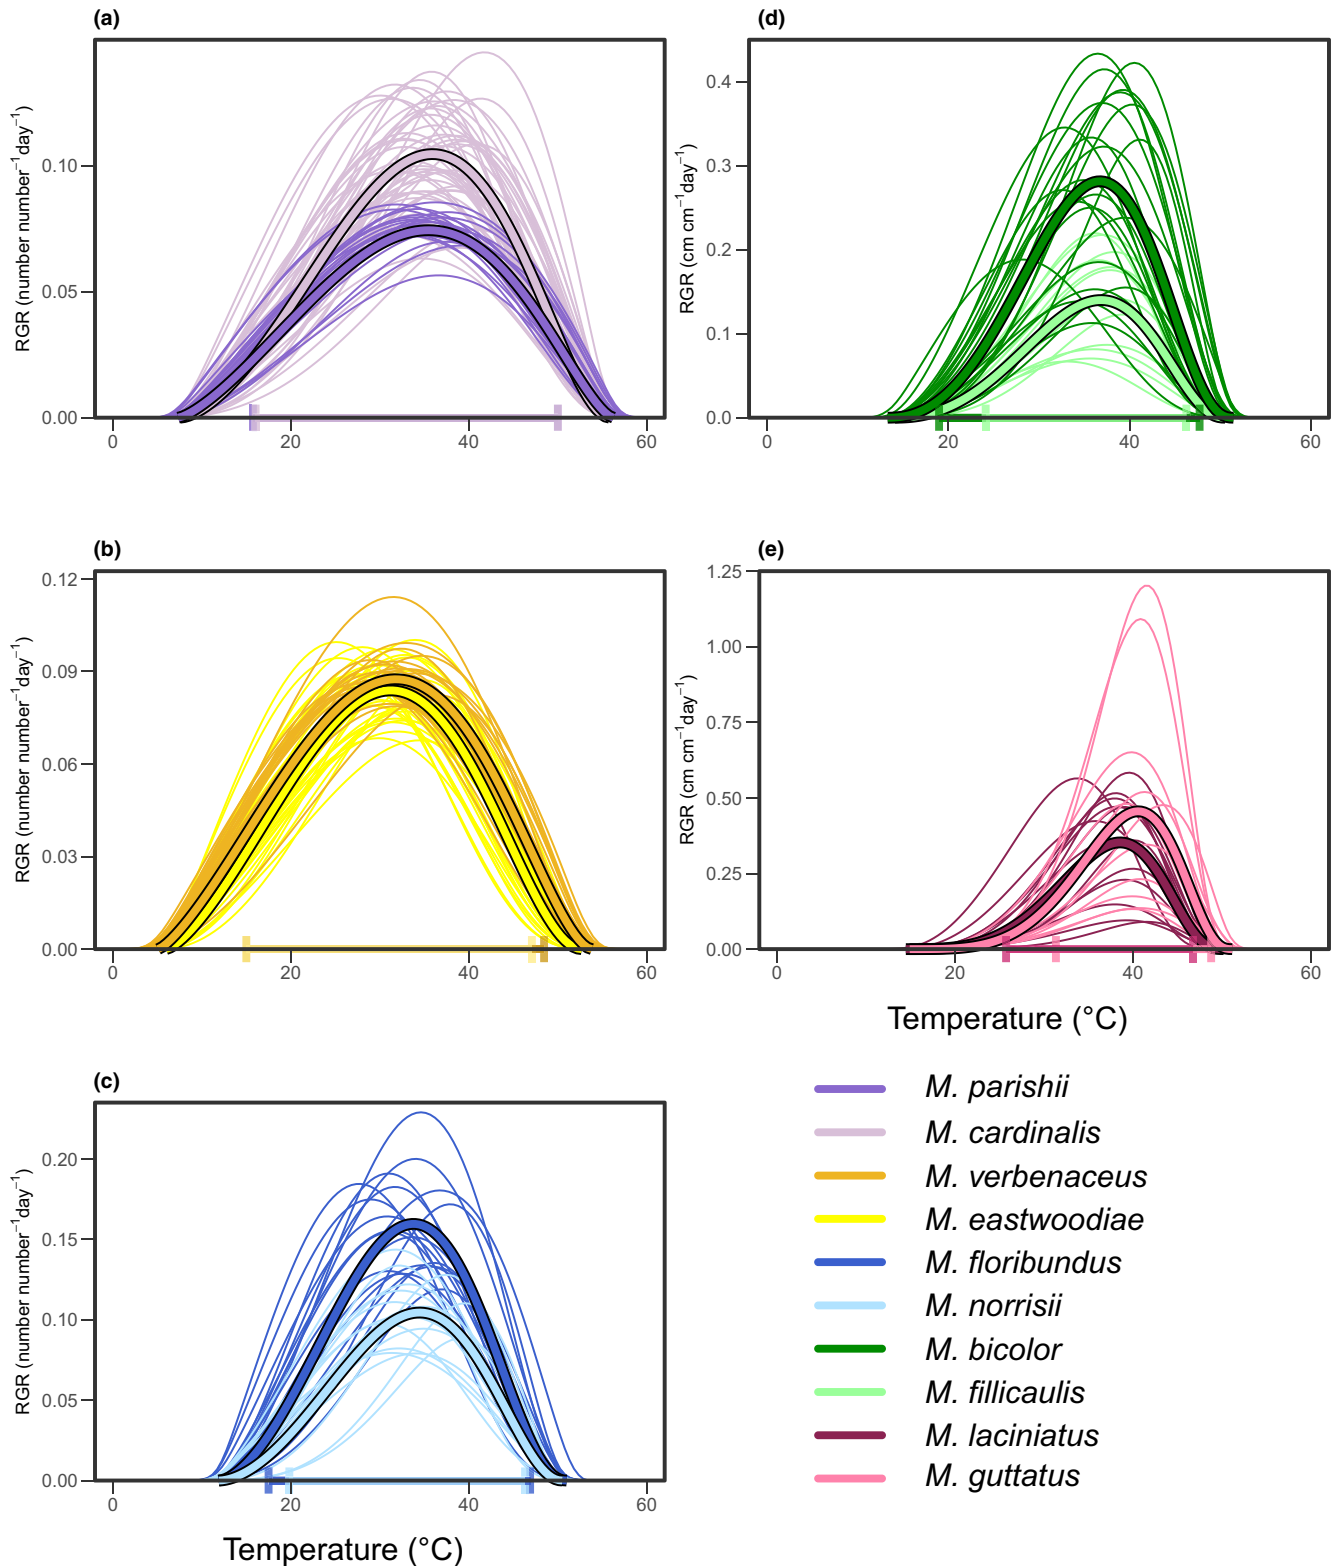 (a)
RGR (number number⁻¹day⁻¹)
0.10
0.05
0.00
0 20 40 60
(b)
RGR (number number⁻¹day⁻¹)
0.12
0.09
0.06
0.03
0.00
0 20 40 60
(c)
RGR (number number⁻¹day⁻¹)
0.20
0.15
0.10
0.05
0.00
0 20 40 60
Temperature (°C)
(d)
RGR (cm cm⁻¹day⁻¹)
0.4
0.3
0.2
0.1
0.0
0 20 40 60
(e)
RGR (cm cm⁻¹day⁻¹)
1.25
1.00
0.75
0.50
0.25
0.00
0 20 40 60
Temperature (°C)
M. parishii
M. cardinalis
M. verbenaceus
M. eastwoodiae
M. floribundus
M. norrisii
M. bicolor
M. fillicaulis
M. laciniatus
M. guttatus